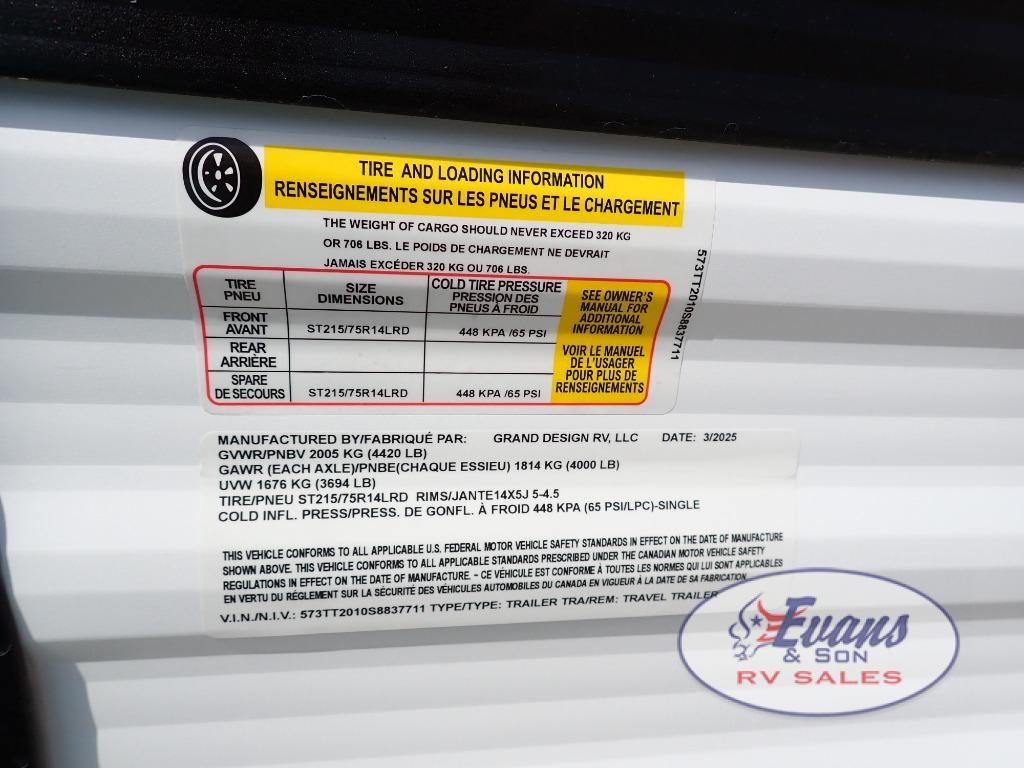 TIRE AND LOADING INFORMATION
RENSEIGNEMENTS SUR LES PNEUS ET LE CHARGEMENT
THE WEIGHT OF CARGO SHOULD NEVER EXCEED 320 KG
OR 706 LBS. LE POIDS DE CHARGEMENT NE DEVRAIT
JAMAIS EXCÉDER 320 KG OU 706 LBS.
TIRE
PNEU
SIZE
DIMENSIONS
COLD TIRE PRESSURE
PRESSION DES
PNEUS À FROID
FRONT
AVANT
ST215/75R14LRD
448 KPA /65 PSI
REAR
ARRIÈRE
SPARE
DE SECOURS
ST215/75R14LRD
448 KPA /65 PSI
SEE OWNER'S
MANUAL FOR
ADDITIONAL
INFORMATION
VOIR LE MANUEL
DE L'USAGER
POUR PLUS DE
RENSEIGNEMENTS
573TT2010S8837711
MANUFACTURED BY/FABRIQUÉ PAR: GRAND DESIGN RV, LLC DATE: 3/2025
GVWR/PNBV 2005 KG (4420 LB)
GAWR (EACH AXLE)/PNBE(CHAQUE ESSIEU) 1814 KG (4000 LB)
UVW 1676 KG (3694 LB)
TIRE/PNEU ST215/75R14LRD RIMS/JANTE14X5J 5-4.5
COLD INFL. PRESS/PRESS. DE GONFL. À FROID 448 KPA (65 PSI/LPC)-SINGLE
THIS VEHICLE CONFORMS TO ALL APPLICABLE U.S. FEDERAL MOTOR VEHICLE SAFETY STANDARDS IN EFFECT ON THE DATE OF MANUFACTURE
SHOWN ABOVE. THIS VEHICLE CONFORMS TO ALL APPLICABLE STANDARDS PRESCRIBED UNDER THE CANADIAN MOTOR VEHICLE SAFETY
REGULATIONS IN EFFECT ON THE DATE OF MANUFACTURE. - CE VÉHICULE EST CONFORME À TOUTES LES NORMES QUI LUI SONT APPLICABLES
EN VERTU DU RÈGLEMENT SUR LA SÉCURITÉ DES VÉHICULES AUTOMOBILES DU CANADA EN VIGUEUR À LA DATE DE SA FABRICATION.
V.I.N./N.I.V.: 573TT2010S8837711 TYPE/TYPE: TRAILER TRA/REM: TRAVEL TRAILER
Evans
& SON
RV SALES